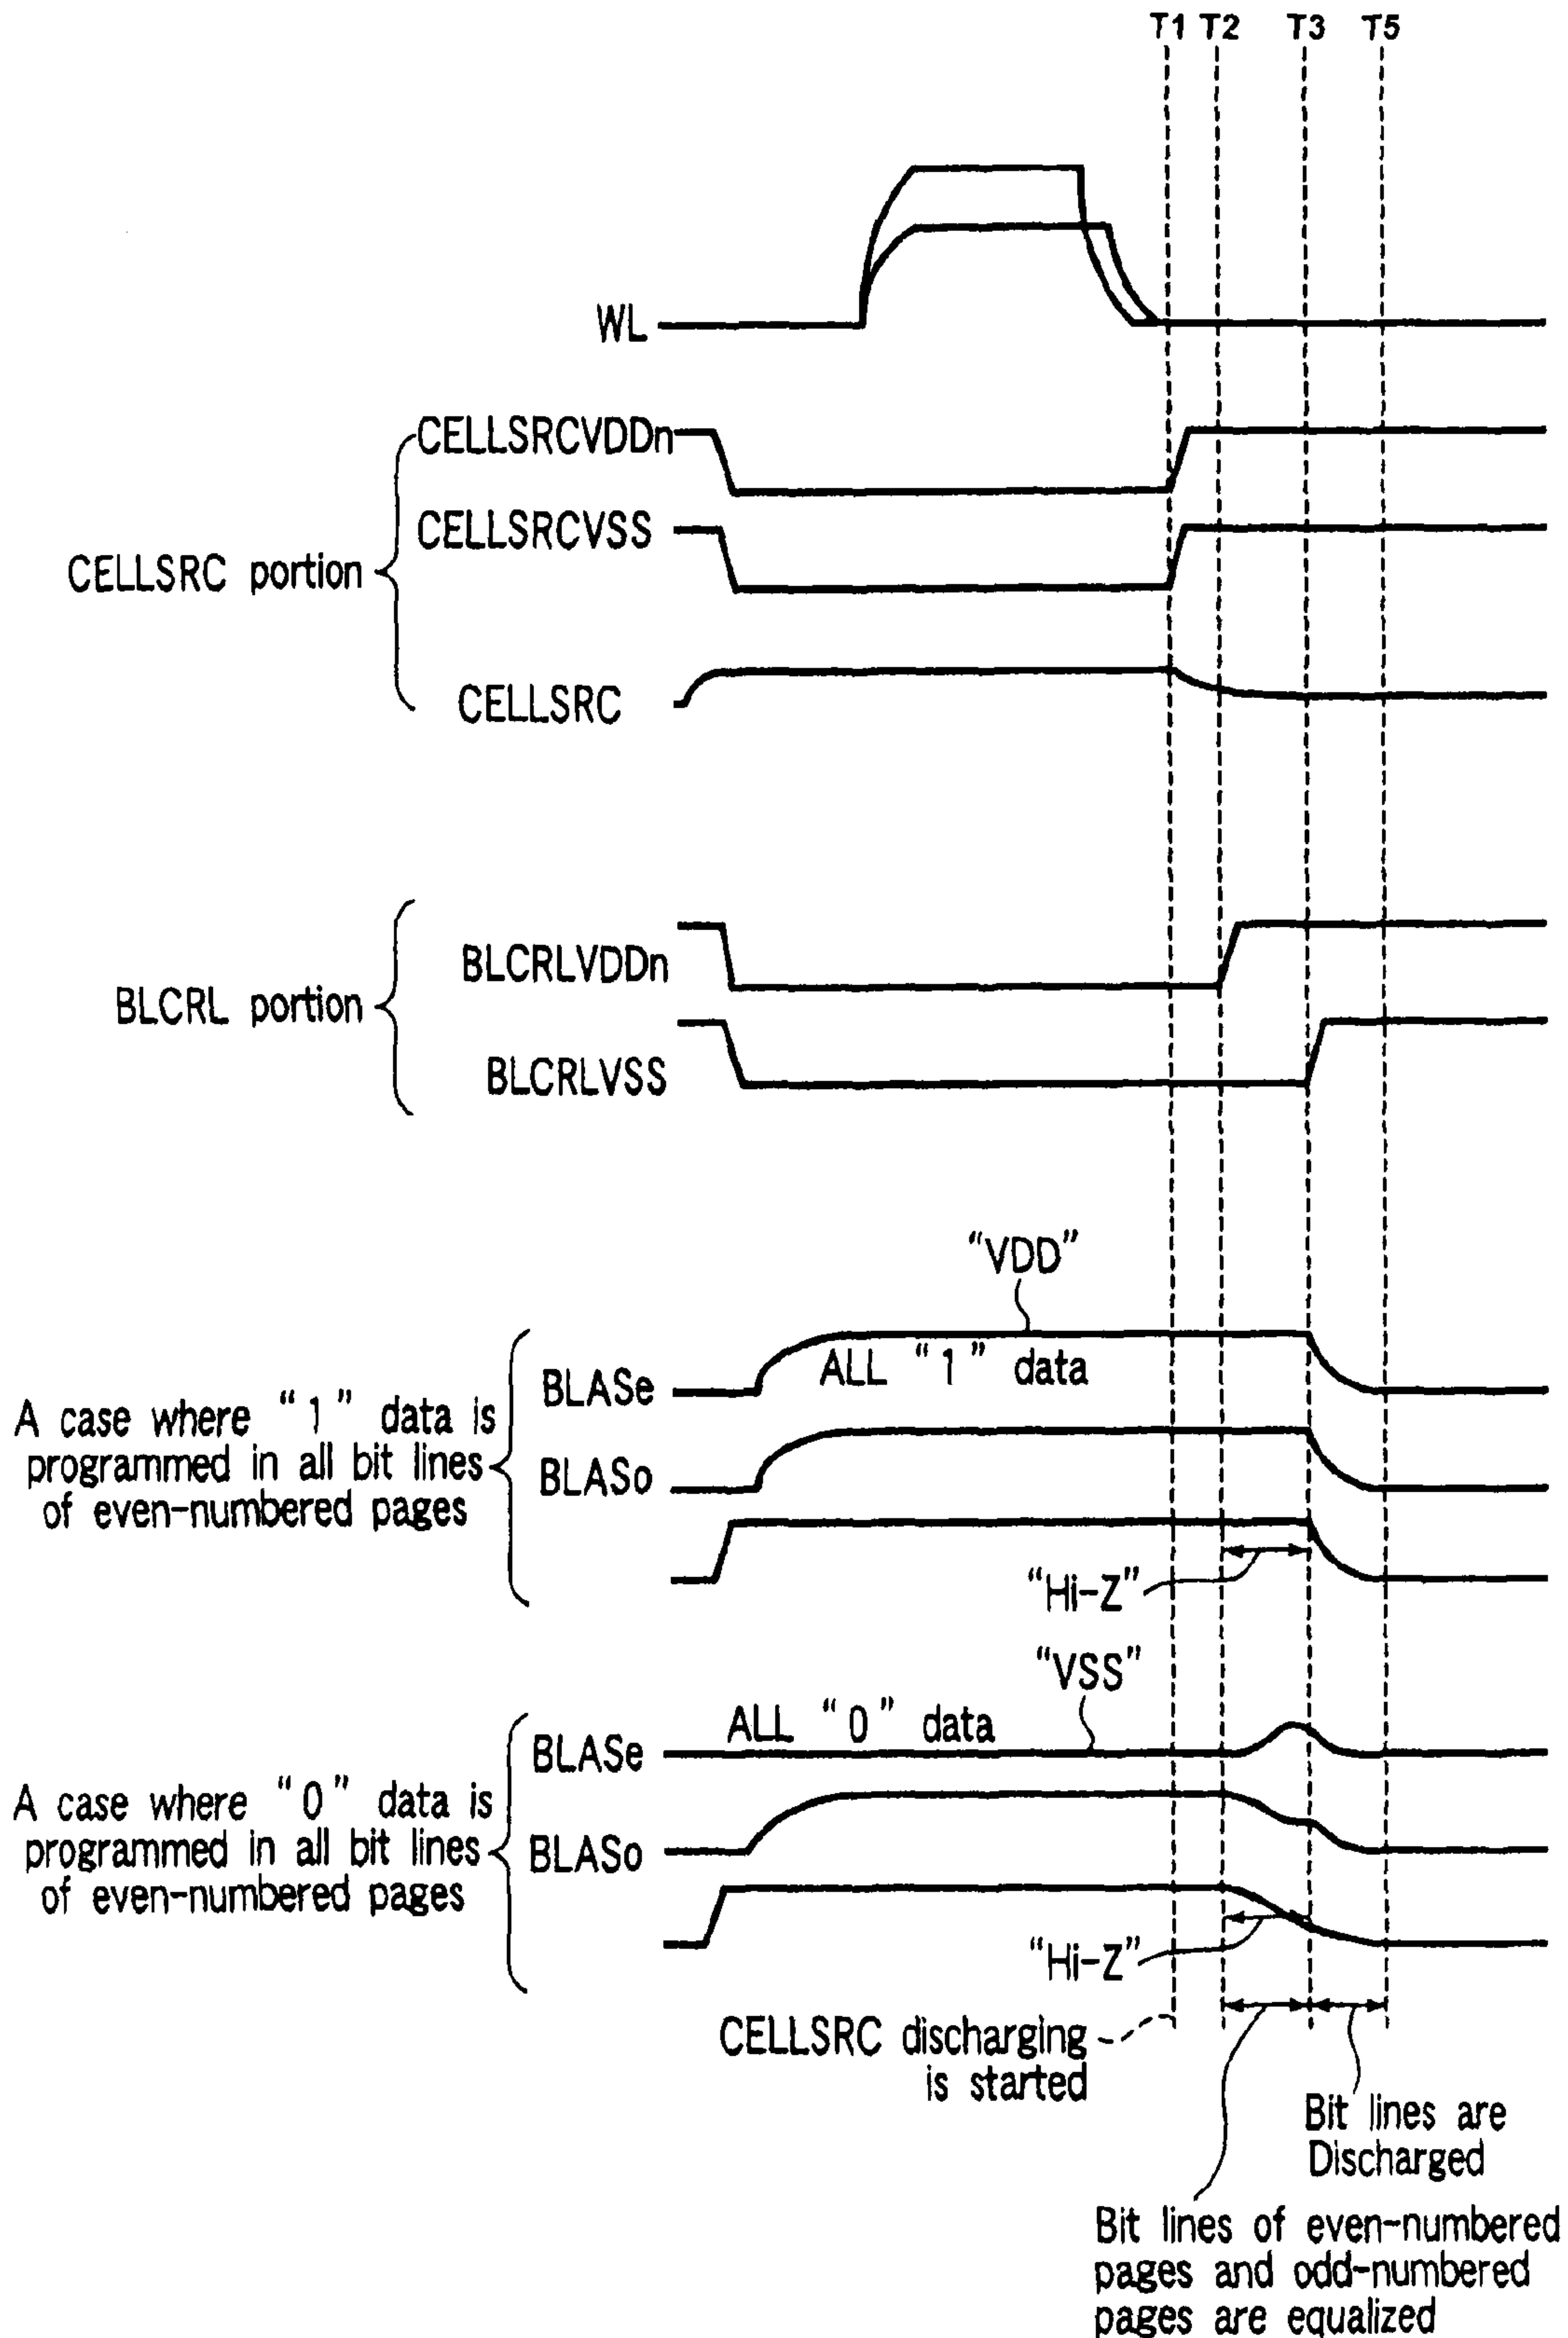 T1 T2 T3 T5
WL
CELLSRCVDDn
CELLSRCVSS
CELLSRC portion
CELLSRC
BLCRLVDDn
BLCRL portion
BLCRLVSS
"VDD"
ALL "1" data
BLASe
A case where "1" data is
programmed in all bit lines
of even-numbered pages
BLASo
"Hi-Z"
"VSS"
ALL "0" data
BLASe
A case where "0" data is
programmed in all bit lines
of even-numbered pages
BLASo
"Hi-Z"
CELLSRC discharging
is started
Bit lines are
Discharged
Bit lines of even-numbered
pages and odd-numbered
pages are equalized